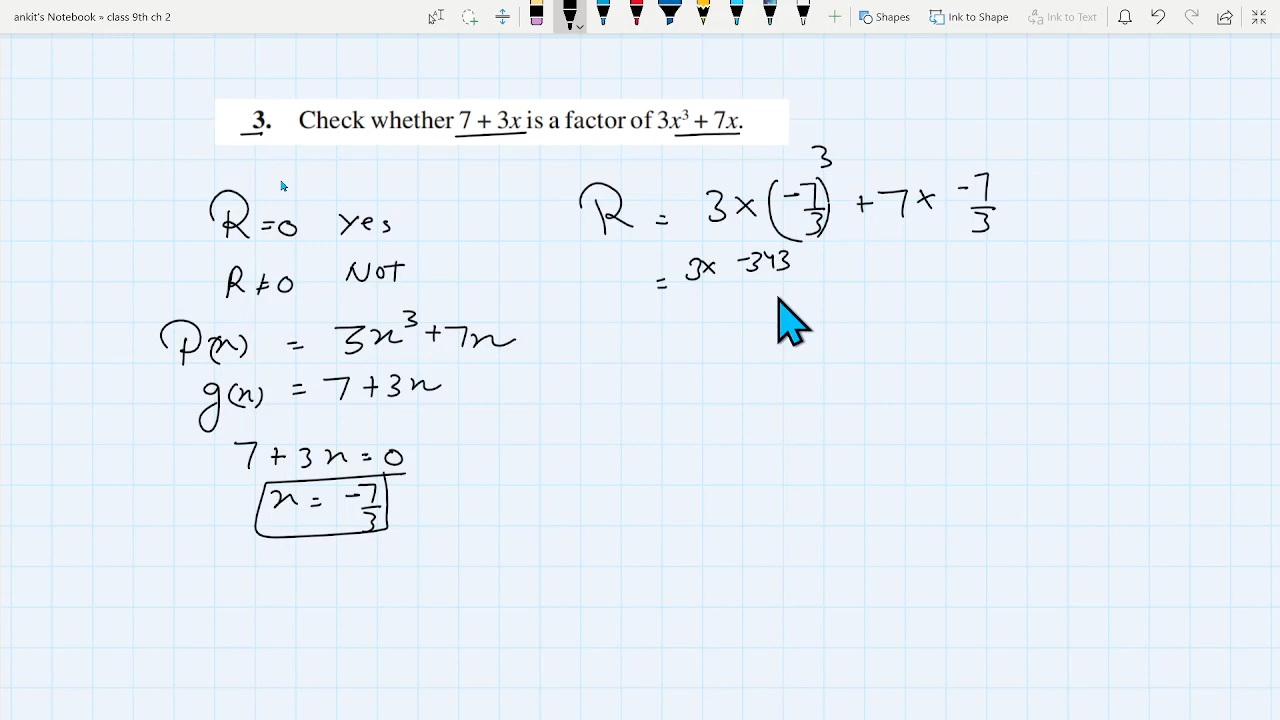 ankit's Notebook » class 9th ch 2
Shapes
Ink to Shape
Ink to Text
3. Check whether 7 + 3x is a factor of 3x³ + 7x.
R = 0 Yes
R ≠ 0 Not
P(x) = 3x³ + 7x
g(x) = 7 + 3x
7 + 3x = 0
x = -7/3
R = 3 × (-7/3)³ + 7 × -7/3
= 3× -343